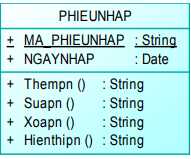 PHIEUNHAP
+ MA_PHIEUNHAP : String
+ NGAYNHAP : Date
+ Thempn () : String
+ Suapn () : String
+ Xoapn () : String
+ Hienthipn () : String